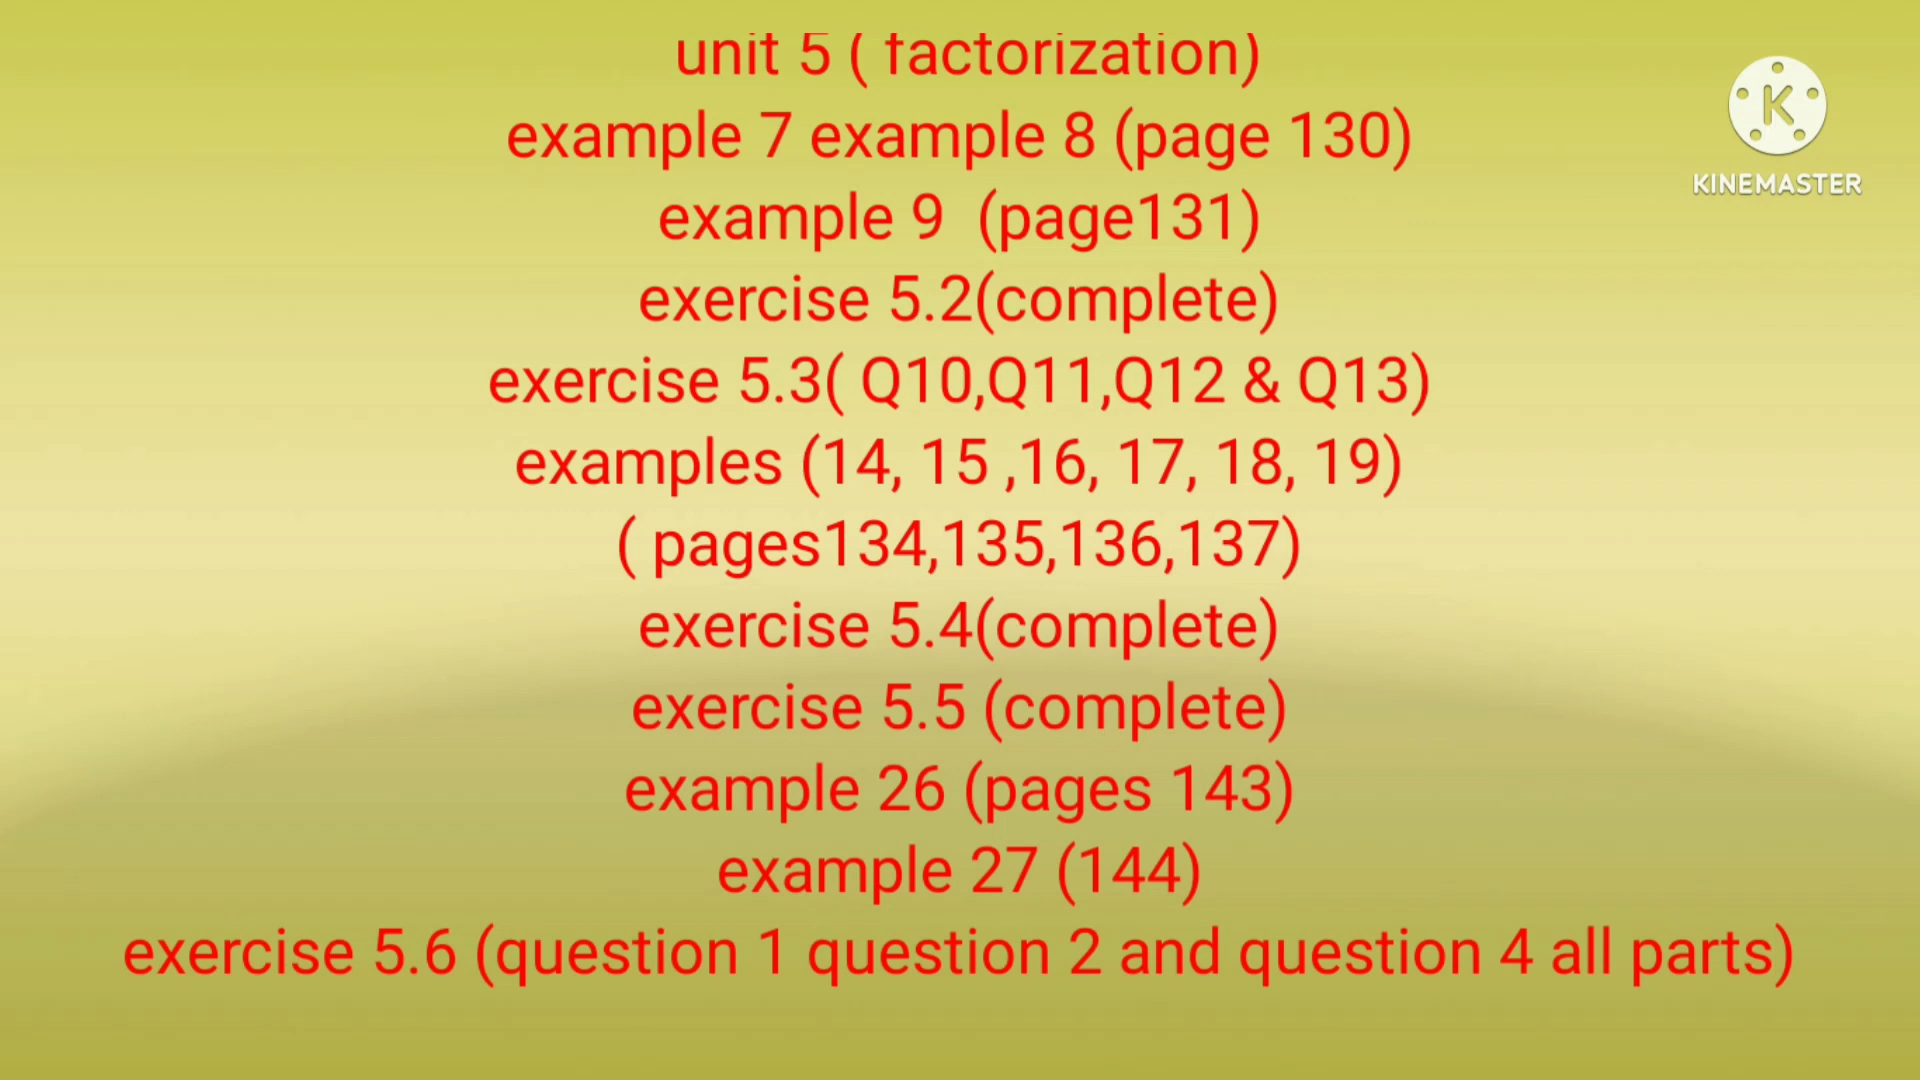 unit 5 ( factorization)
example 7 example 8 (page 130)
example 9  (page131)
exercise 5.2(complete)
exercise 5.3( Q10,Q11,Q12 & Q13)
examples (14, 15 ,16, 17, 18, 19)
( pages134,135,136,137)
exercise 5.4(complete)
exercise 5.5 (complete)
example 26 (pages 143)
example 27 (144)
exercise 5.6 (question 1 question 2 and question 4 all parts)
K
KINEMASTER